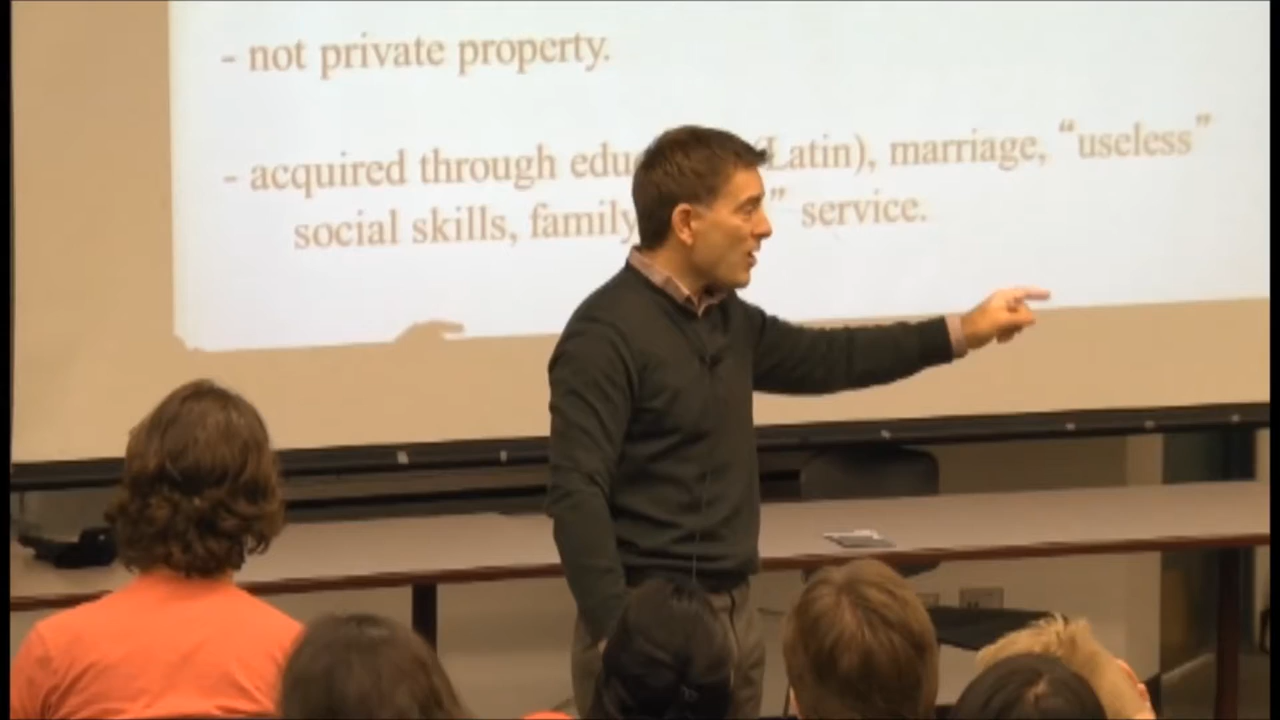 - not private property.
- acquired through edu (Latin), marriage, “useless”
social skills, family ” service.